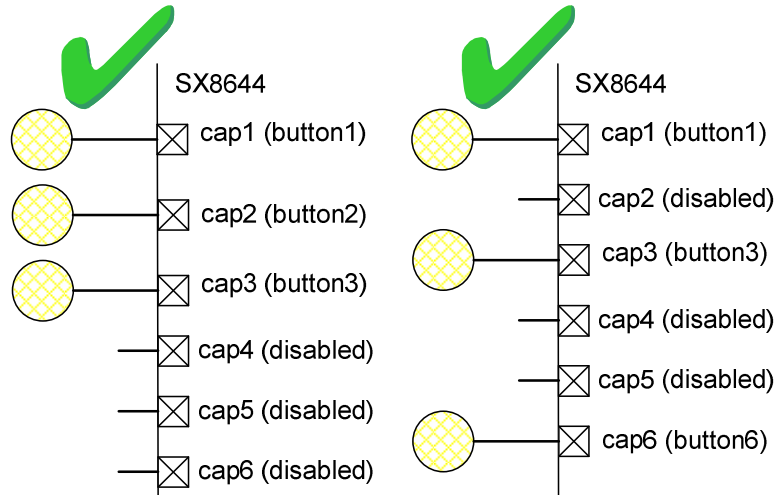 SX8644
cap1 (button1)
cap2 (button2)
cap3 (button3)
cap4 (disabled)
cap5 (disabled)
cap6 (disabled)
SX8644
cap1 (button1)
cap2 (disabled)
cap3 (button3)
cap4 (disabled)
cap5 (disabled)
cap6 (button6)